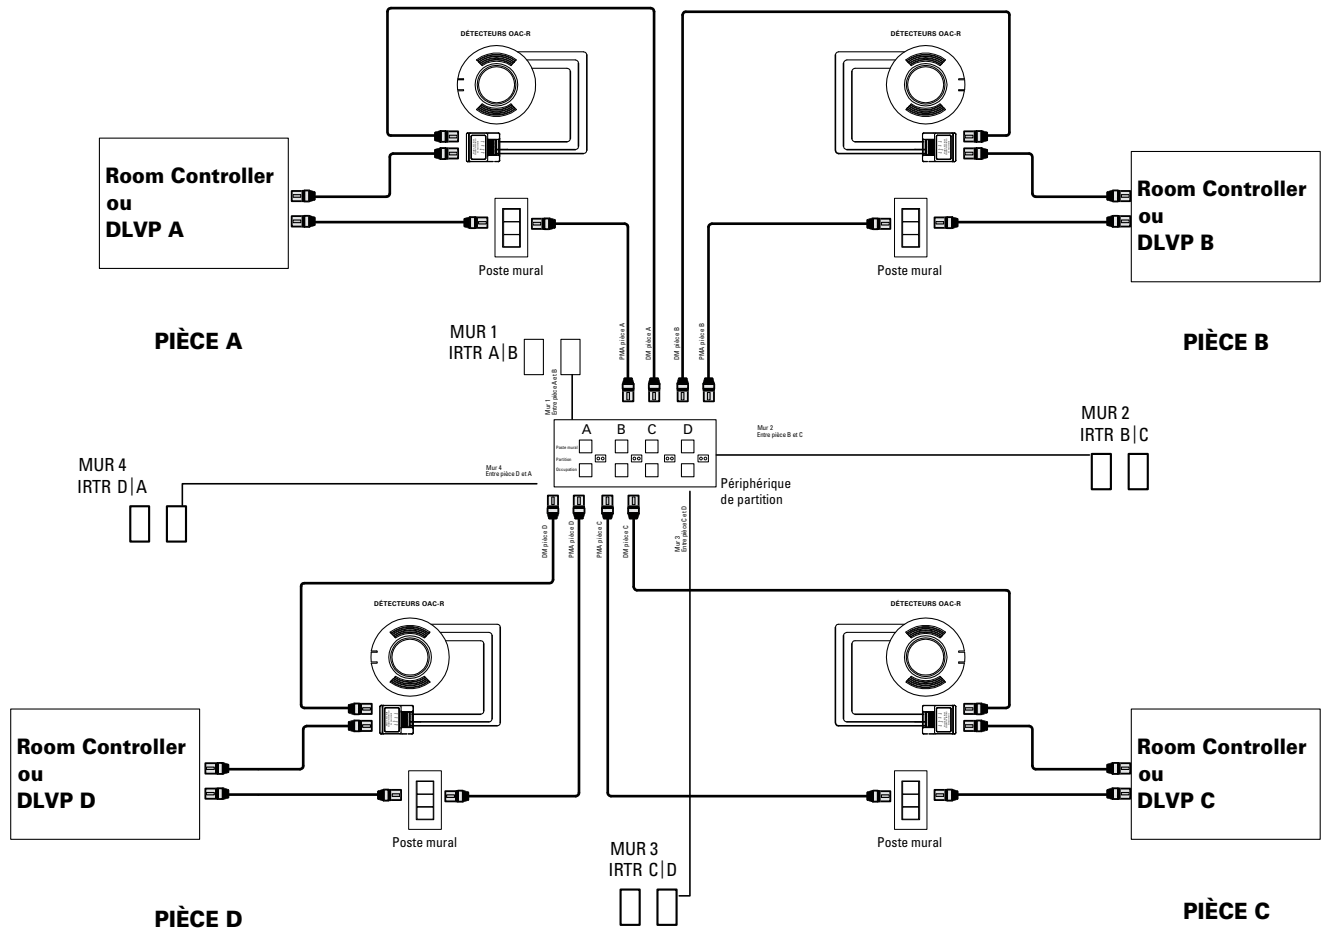 DÉTECTEURS OAC-R
DÉTECTEURS OAC-R
Room Controller
ou
DLVP A
Room Controller
ou
DLVP B
Poste mural
Poste mural
PIÈCE A
PIÈCE B
MUR 1
IRTR A|B
PMA pièce A
DM pièce A
DM pièce B
PMA pièce B
Mur 1
Entre pièce A et B
MUR 2
IRTR B|C
Mur 2
Entre pièce B et C
A B C D
Poste mural
Partition
Occupation
MUR 4
IRTR D|A
Mur 4
Entre pièce D et A
Périphérique
de partition
DM pièce D
PMA pièce D
PMA pièce C
DM pièce C
Mur 3
Entre pièce C et D
DÉTECTEURS OAC-R
DÉTECTEURS OAC-R
Room Controller
ou
DLVP D
Room Controller
ou
DLVP C
Poste mural
Poste mural
MUR 3
IRTR C|D
PIÈCE D
PIÈCE C